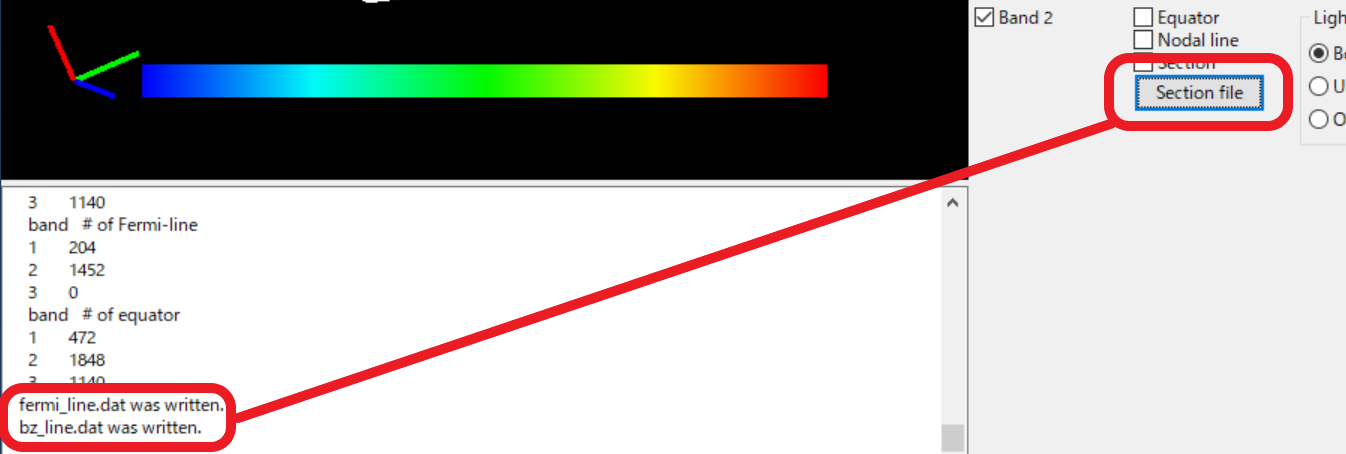 Band 2
Equator
Nodal line
Section
Section file
Ligh
B
U
O
3 1140
band # of Fermi-line
1 204
2 1452
3 0
band # of equator
1 472
2 1848
3 1140
fermi_line.dat was written.
bz_line.dat was written.